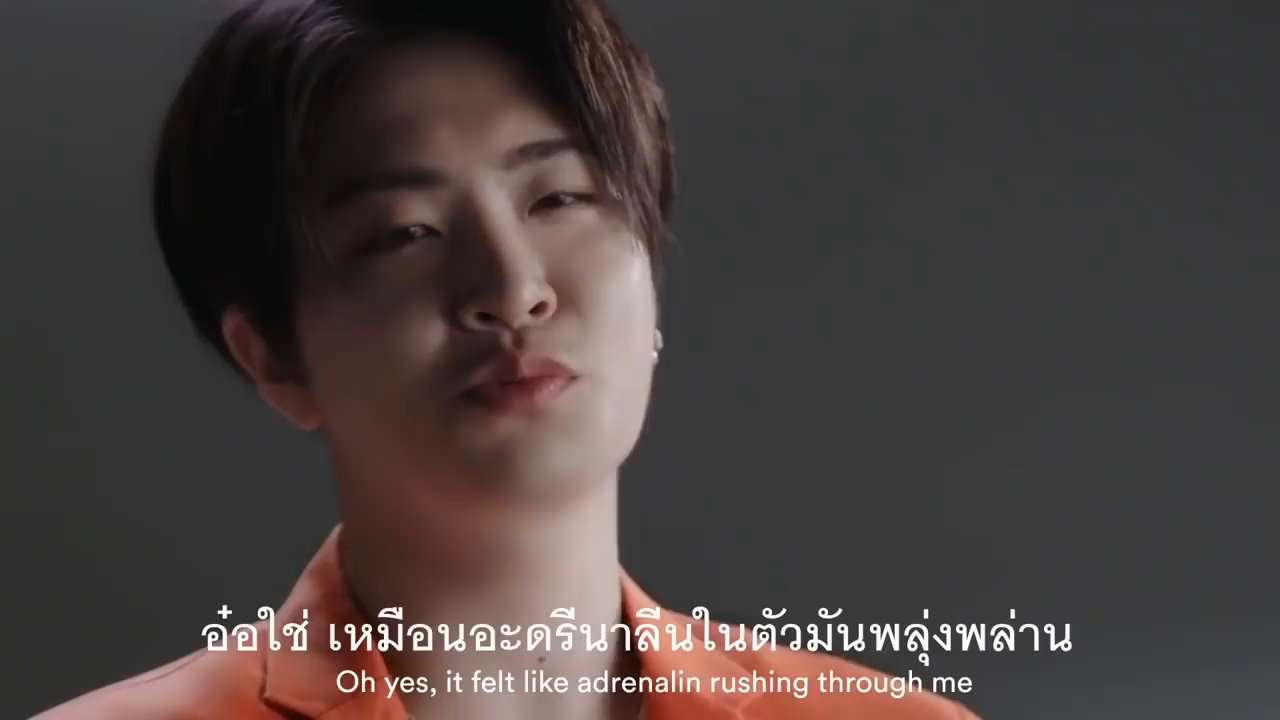 อ๋อใช่ เหมือนอะดรีนาลีนในตัวมันพลุ่งพล่าน
Oh yes, it felt like adrenalin rushing through me